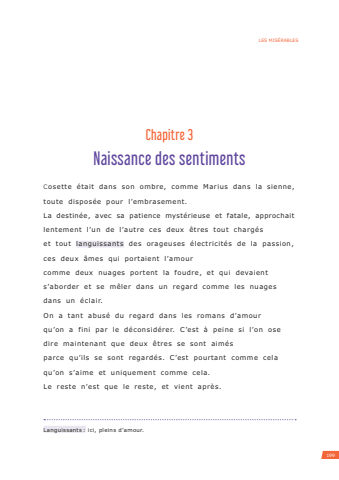 LES MISÉRABLES
Chapitre 3
Naissance des sentiments
Cosette était dans son ombre, comme Marius dans la sienne,
toute disposée pour l’embrasement.
La destinée, avec sa patience mystérieuse et fatale, approchait
lentement l’un de l’autre ces deux êtres tout chargés
et tout languissants des orageuses électricités de la passion,
ces deux âmes qui portaient l’amour
comme deux nuages portent la foudre, et qui devaient
s’aborder et se mêler dans un regard comme les nuages
dans un éclair.
On a tant abusé du regard dans les romans d’amour
qu’on a fini par le déconsidérer. C’est à peine si l’on ose
dire maintenant que deux êtres se sont aimés
parce qu’ils se sont regardés. C’est pourtant comme cela
qu’on s’aime et uniquement comme cela.
Le reste n’est que le reste, et vient après.
Languissants : ici, pleins d’amour.